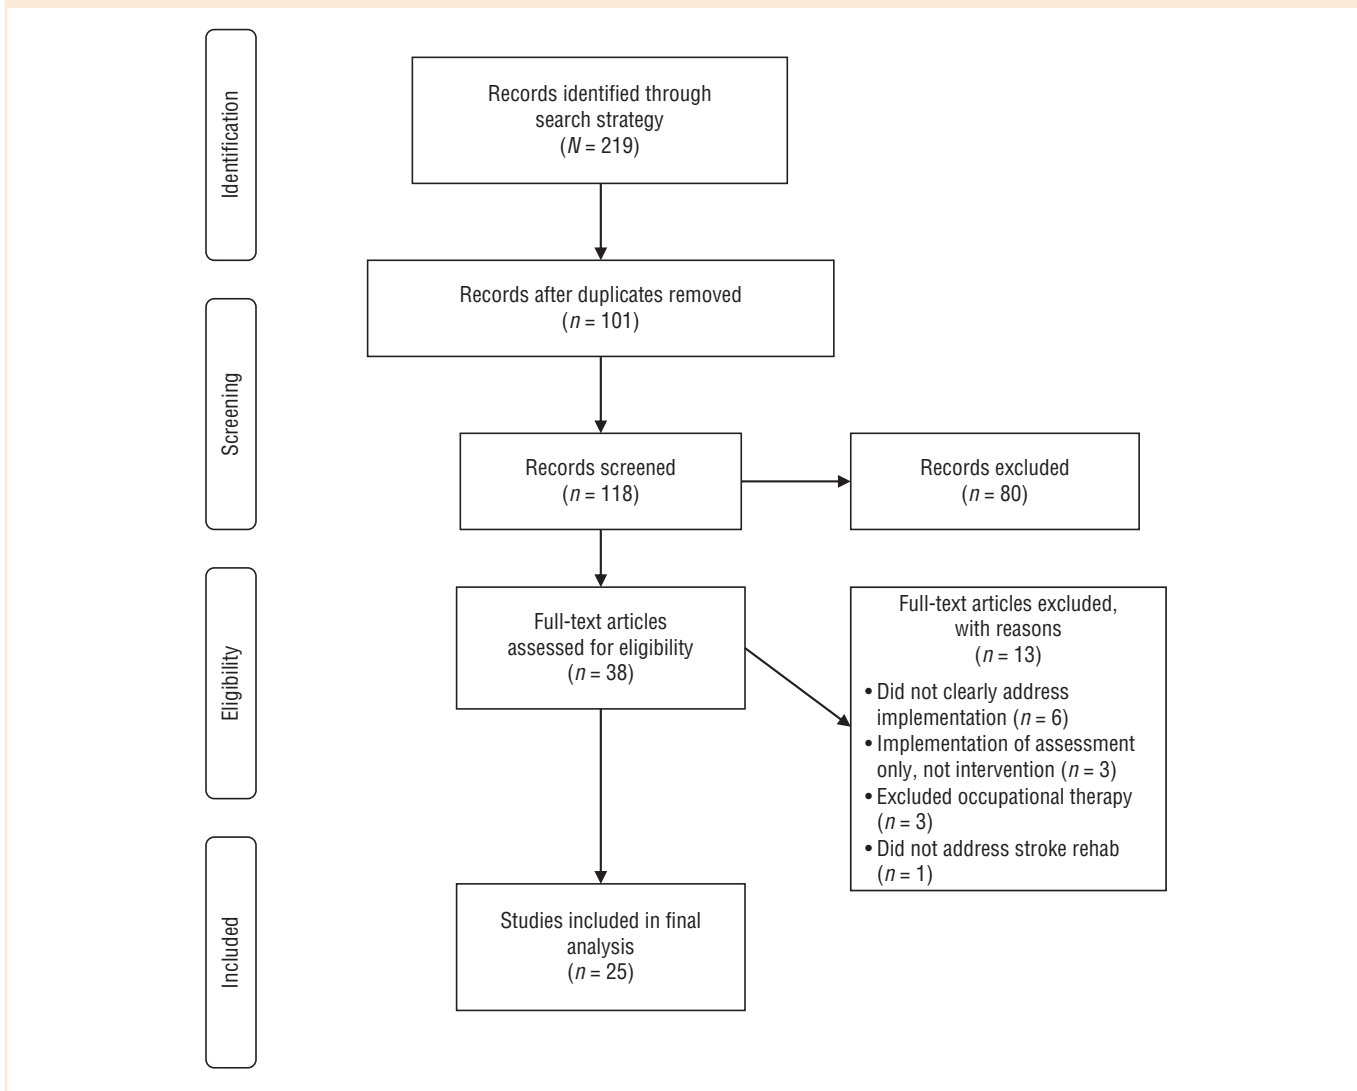 Identification
Records identified through
search strategy
(N = 219)
Records after duplicates removed
(n = 101)
Screening
Records screened
(n = 118)
Records excluded
(n = 80)
Eligibility
Full-text articles
assessed for eligibility
(n = 38)
Full-text articles excluded,
with reasons
(n = 13)
• Did not clearly address
implementation (n = 6)
• Implementation of assessment
only, not intervention (n = 3)
• Excluded occupational therapy
(n = 3)
• Did not address stroke rehab
(n = 1)
Included
Studies included in final
analysis
(n = 25)